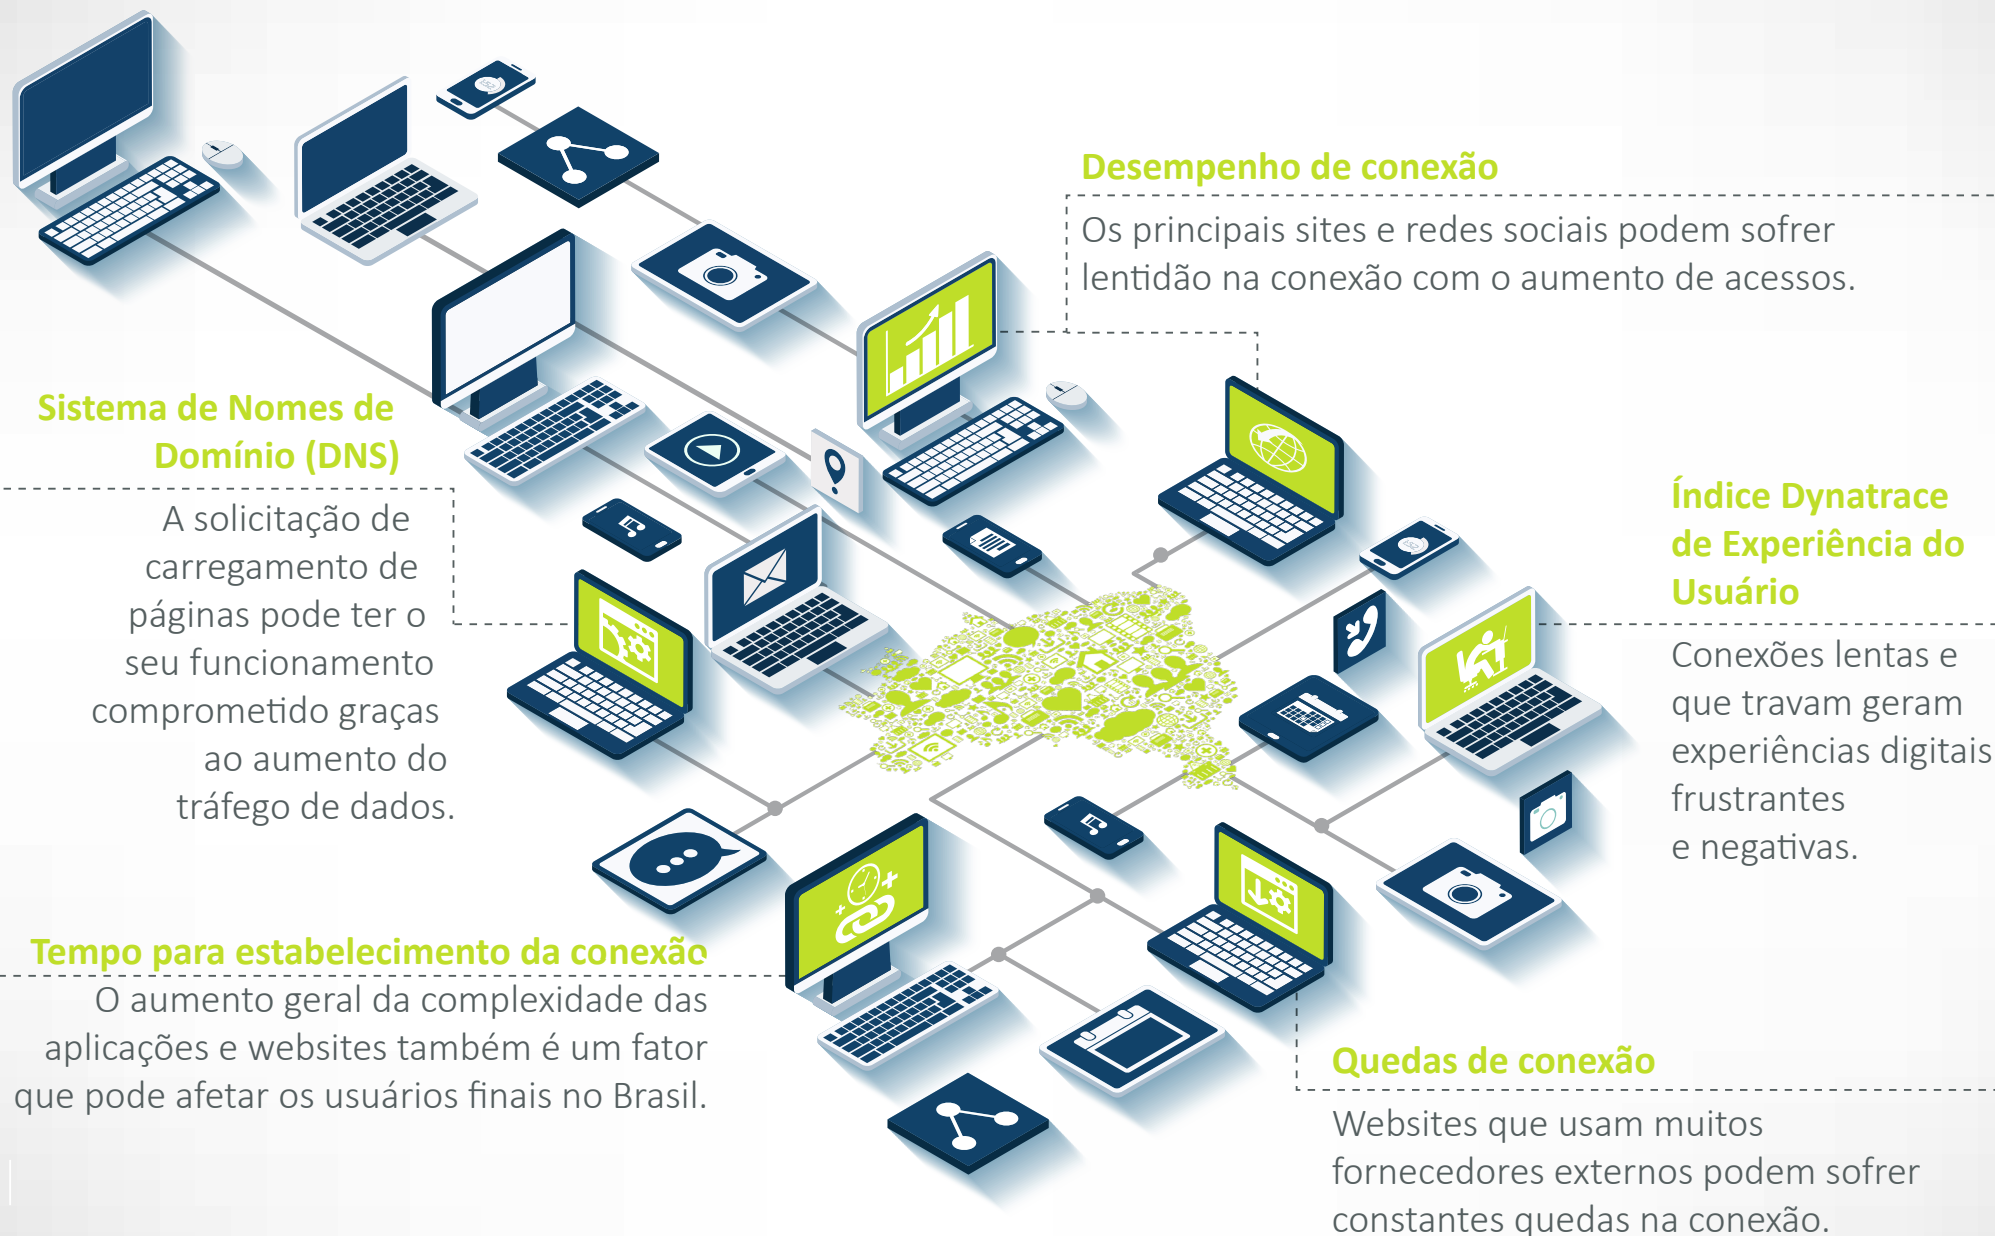 Desempenho de conexão
Os principais sites e redes sociais podem sofrer
lentidão na conexão com o aumento de acessos.
Sistema de Nomes de
Domínio (DNS)
A solicitação de
carregamento de
páginas pode ter o
seu funcionamento
comprometido graças
ao aumento do
tráfego de dados.
Índice Dynatrace
de Experiência do
Usuário
Conexões lentas e
que travam geram
experiências digitais
frustrantes
e negativas.
Tempo para estabelecimento da conexão
O aumento geral da complexidade das
aplicações e websites também é um fator
que pode afetar os usuários finais no Brasil.
Quedas de conexão
Websites que usam muitos
fornecedores externos podem sofrer
constantes quedas na conexão.